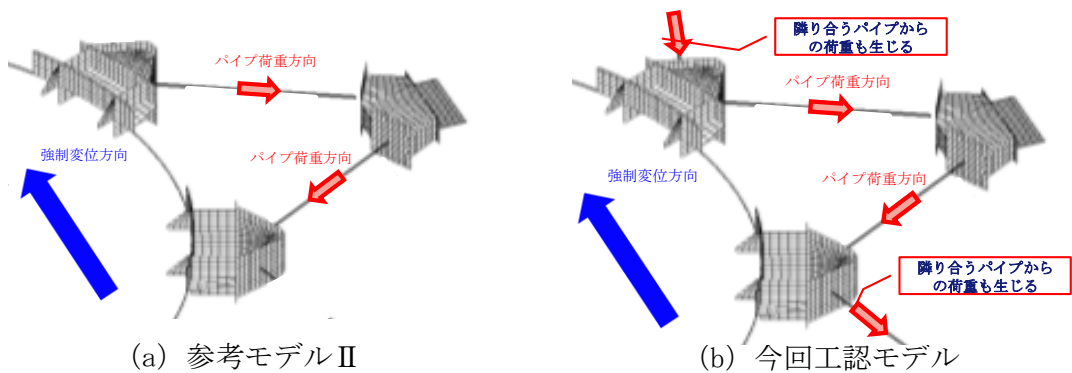 パイプ荷重方向
パイプ荷重方向
強制変位方向
(a) 参考モデルⅡ
隣り合うパイプから
の荷重も生じる
パイプ荷重方向
パイプ荷重方向
強制変位方向
隣り合うパイプから
の荷重も生じる
(b) 今回工認モデル